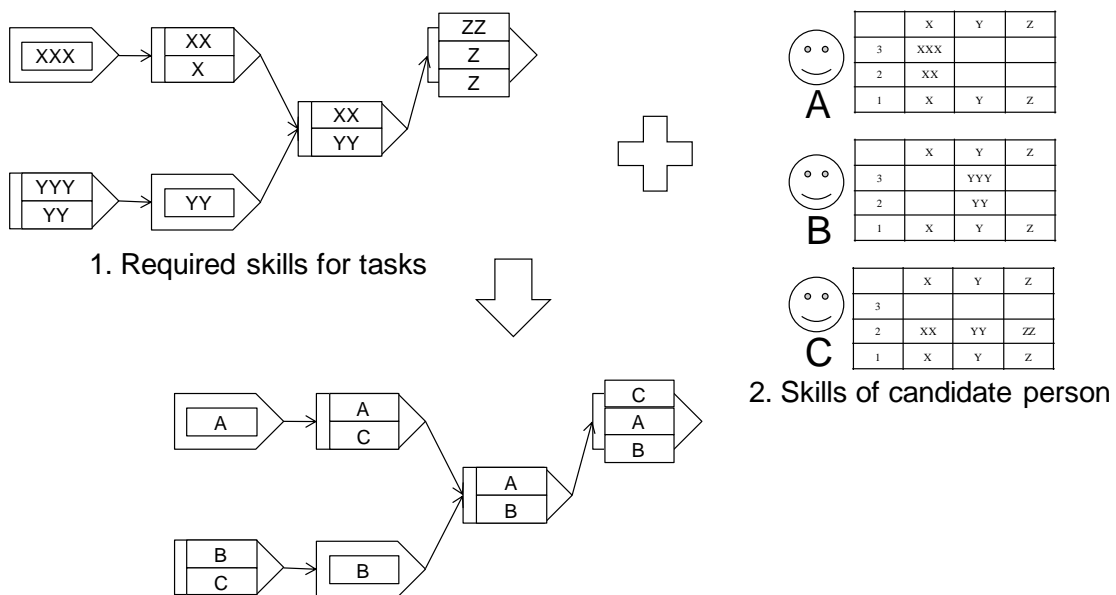 XXX
XX
X
ZZ
Z
Z
XX
YY
YYY
YY
YY
1. Required skills for tasks
X Y Z
3 XXX
2 XX
1 X Y Z
A
X Y Z
3 YYY
2 YY
1 X Y Z
B
X Y Z
3
2 XX YY ZZ
1 X Y Z
C
2. Skills of candidate person
A
A
C
C
A
B
A
B
B
C
B